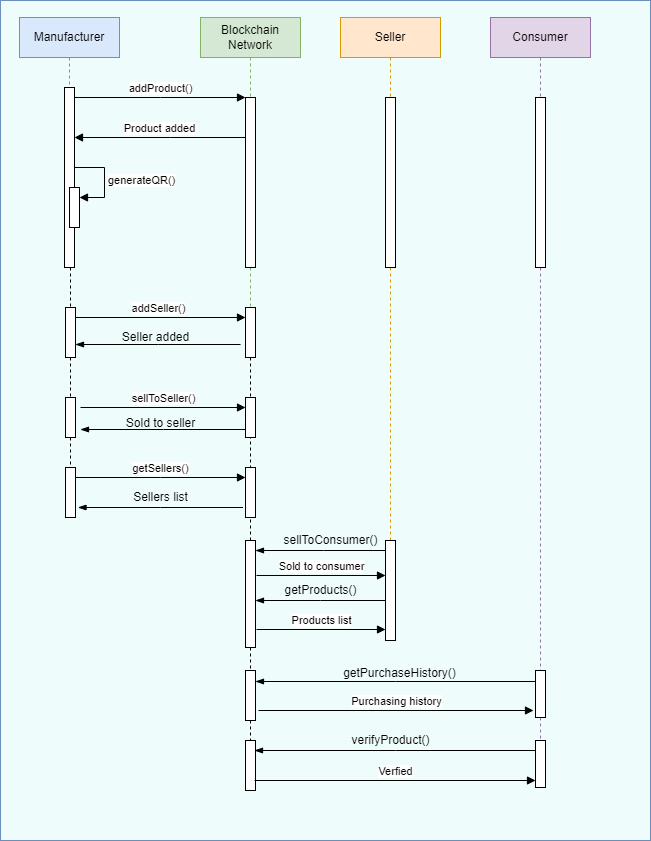 Manufacturer
Blockchain
Network
Seller
Consumer
addProduct()
Product added
generateQR()
addSeller()
Seller added
sellToSeller()
Sold to seller
getSellers()
Sellers list
sellToConsumer()
Sold to consumer
getProducts()
Products list
getPurchaseHistory()
Purchasing history
verifyProduct()
Verfied